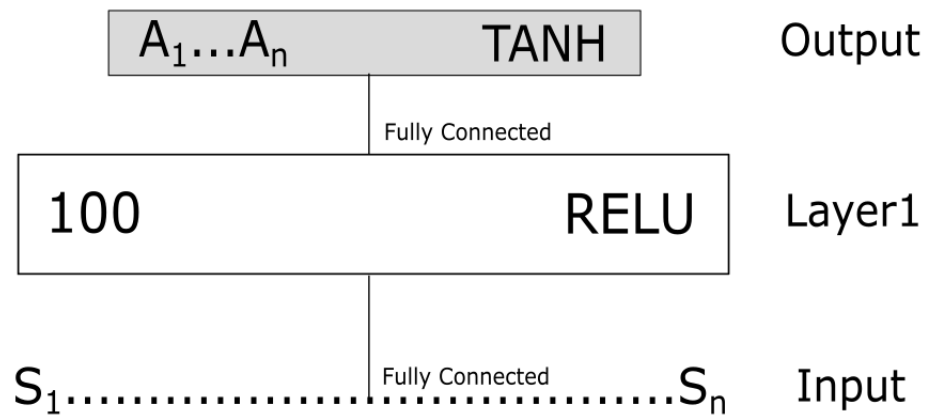 A₁...Aₙ TANH Output
Fully Connected
100 RELU Layer1
Fully Connected
S₁......................................Sₙ Input